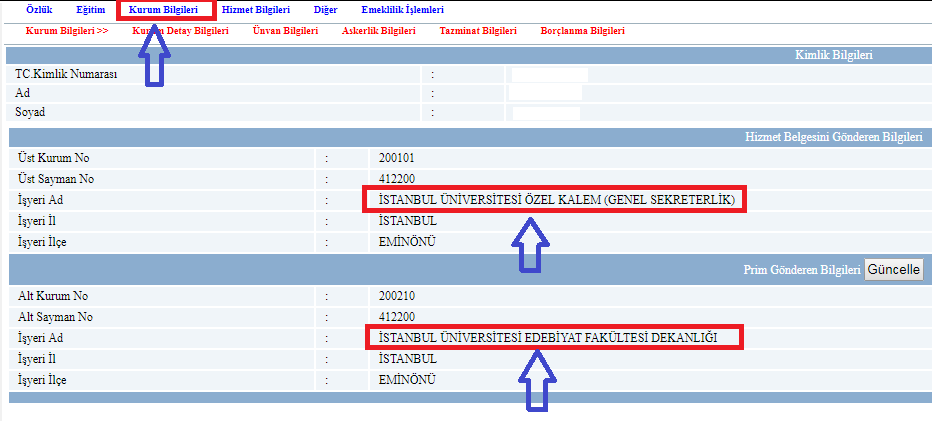 Özlük Eğitim Kurum Bilgileri Hizmet Bilgileri Diğer Emeklilik İşlemleri
Kurum Bilgileri >> Kurum Detay Bilgileri Ünvan Bilgileri Askerlik Bilgileri Tazminat Bilgileri Borçlanma Bilgileri
Kimlik Bilgileri
TC.Kimlik Numarası :
Ad :
Soyad :
Hizmet Belgesini Gönderen Bilgileri
Üst Kurum No : 200101
Üst Sayman No : 412200
İşyeri Ad : İSTANBUL ÜNİVERSİTESİ ÖZEL KALEM (GENEL SEKRETERLİK)
İşyeri İl : İSTANBUL
İşyeri İlçe : EMİNÖNÜ
Prim Gönderen Bilgileri Güncelle
Alt Kurum No : 200210
Alt Sayman No : 412200
İşyeri Ad : İSTANBUL ÜNİVERSİTESİ EDEBİYAT FAKÜLTESİ DEKANLIĞI
İşyeri İl : İSTANBUL
İşyeri İlçe : EMİNÖNÜ